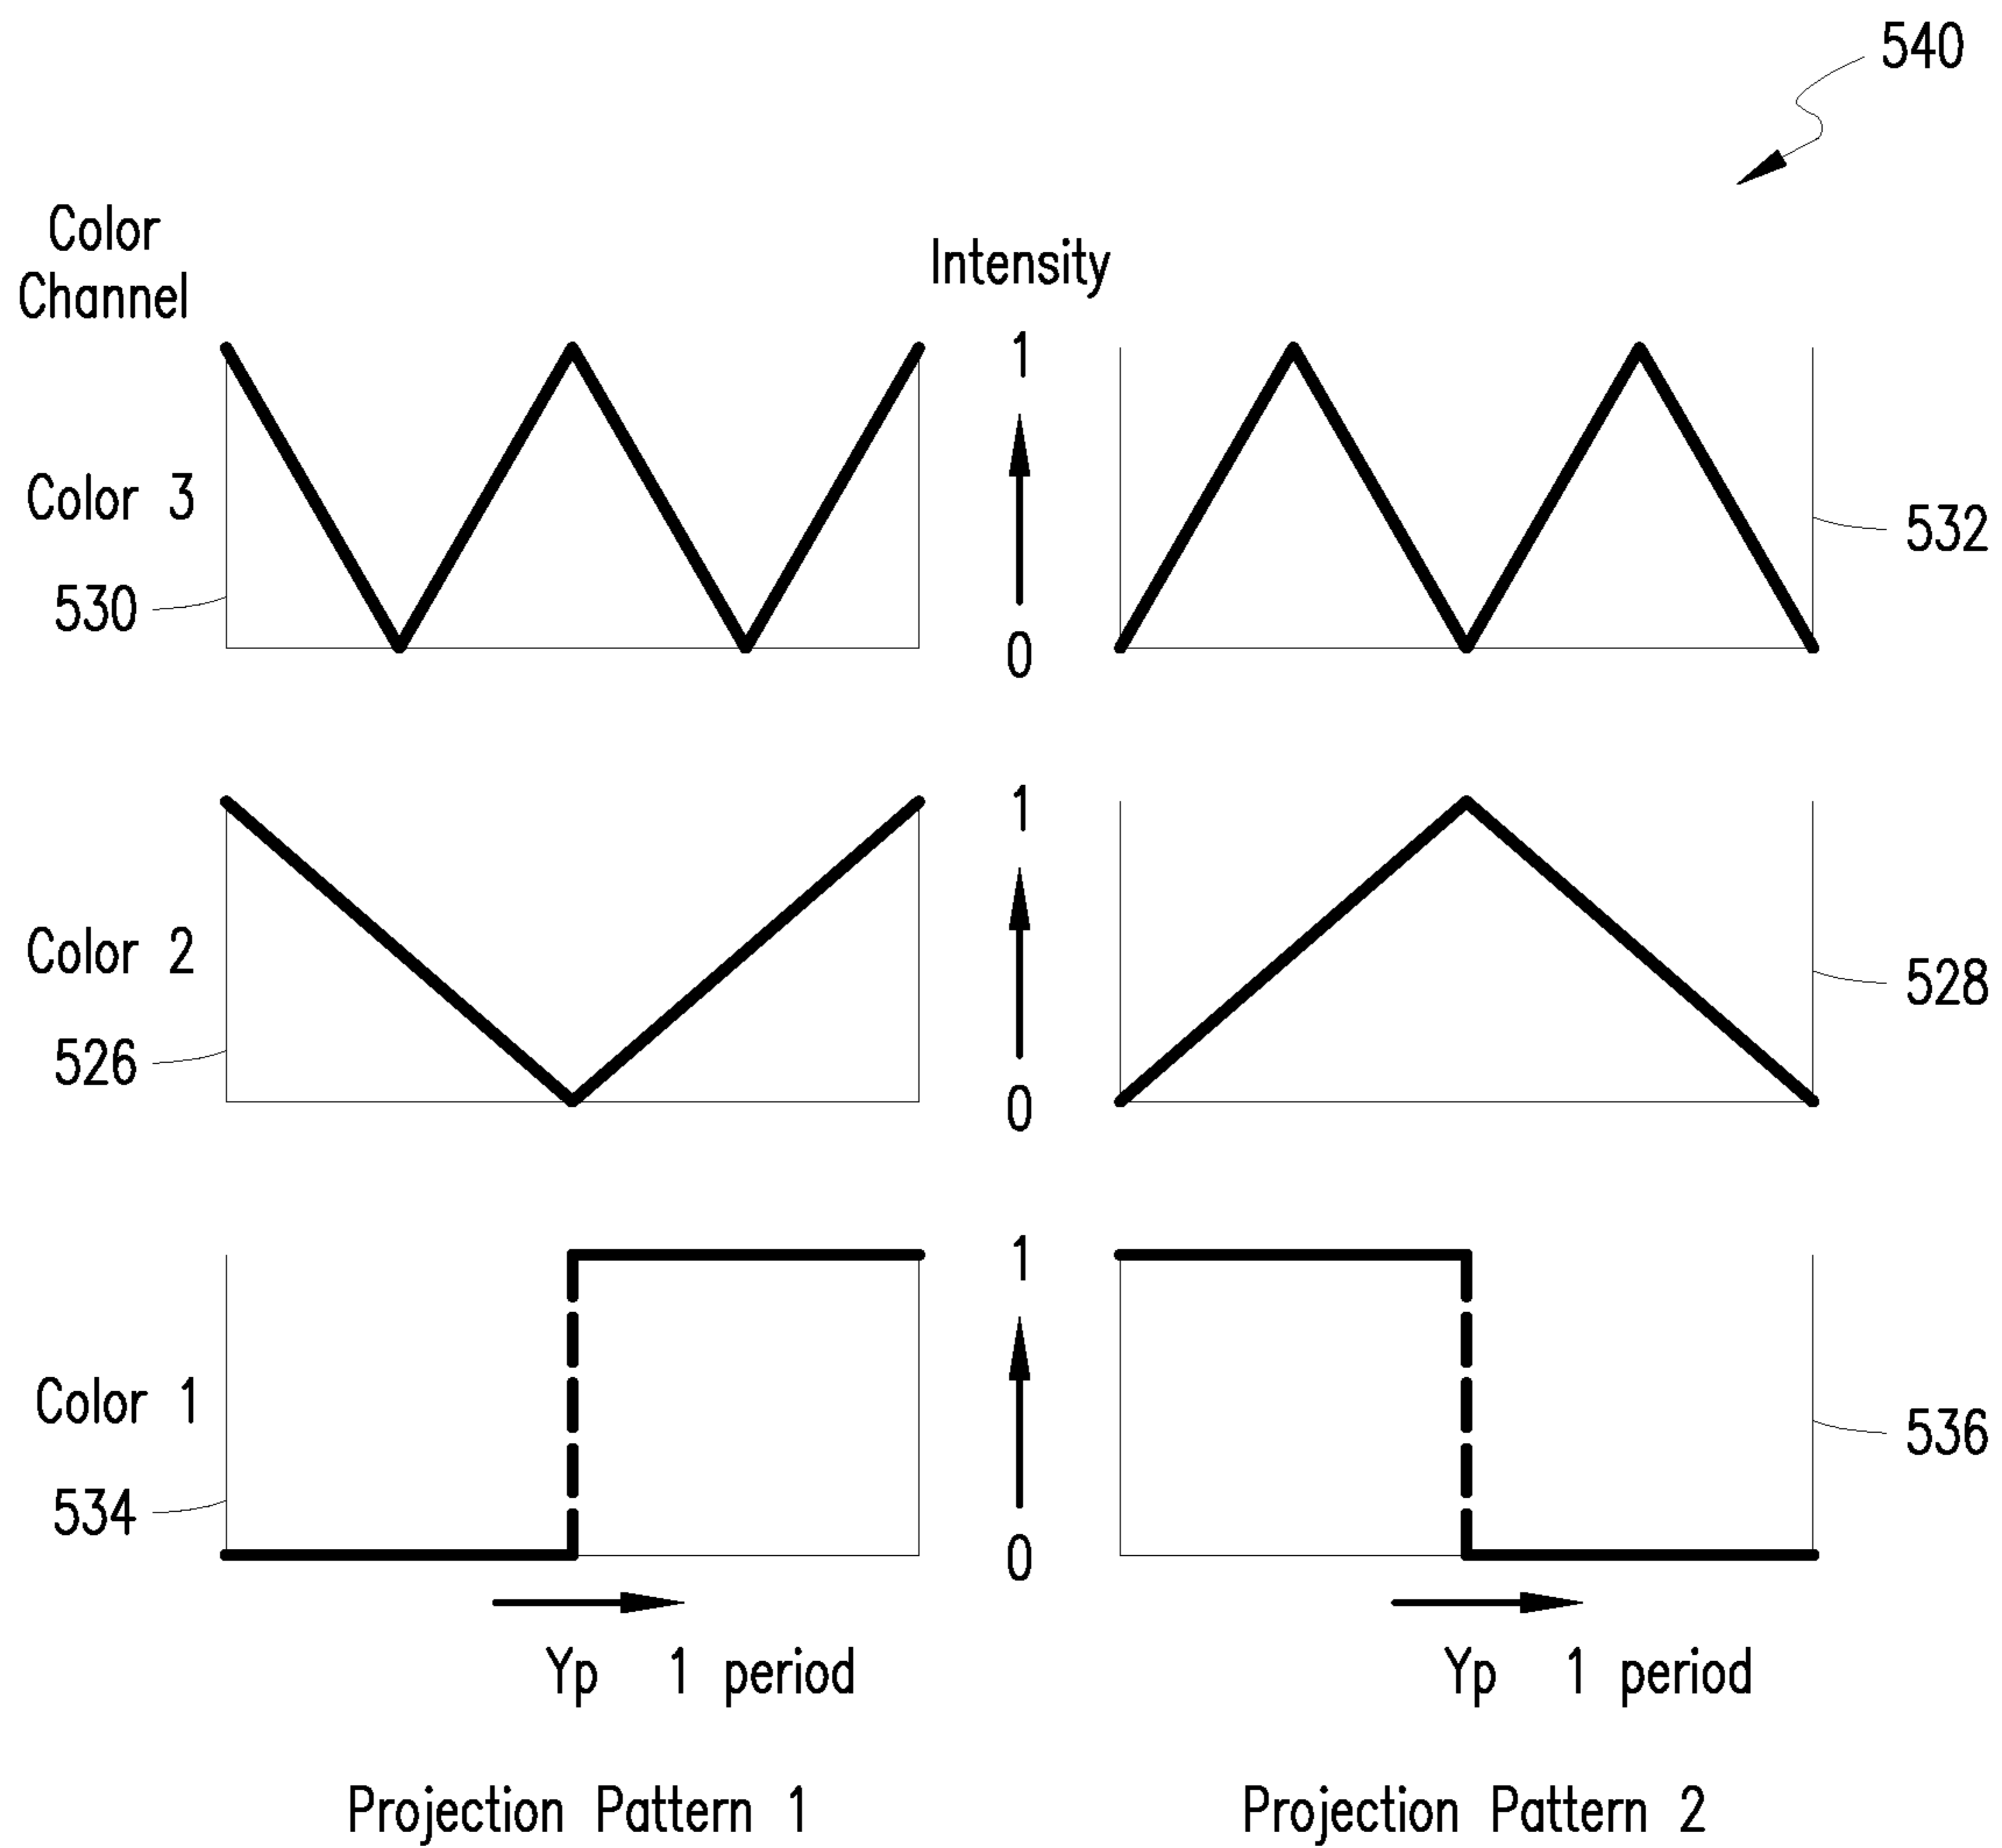 540
Color
Channel
Intensity
1
Color 3
532
530
0
1
Color 2
528
526
0
1
Color 1
536
534
0
Yp 1 period
Yp 1 period
Projection Pattern 1
Projection Pattern 2